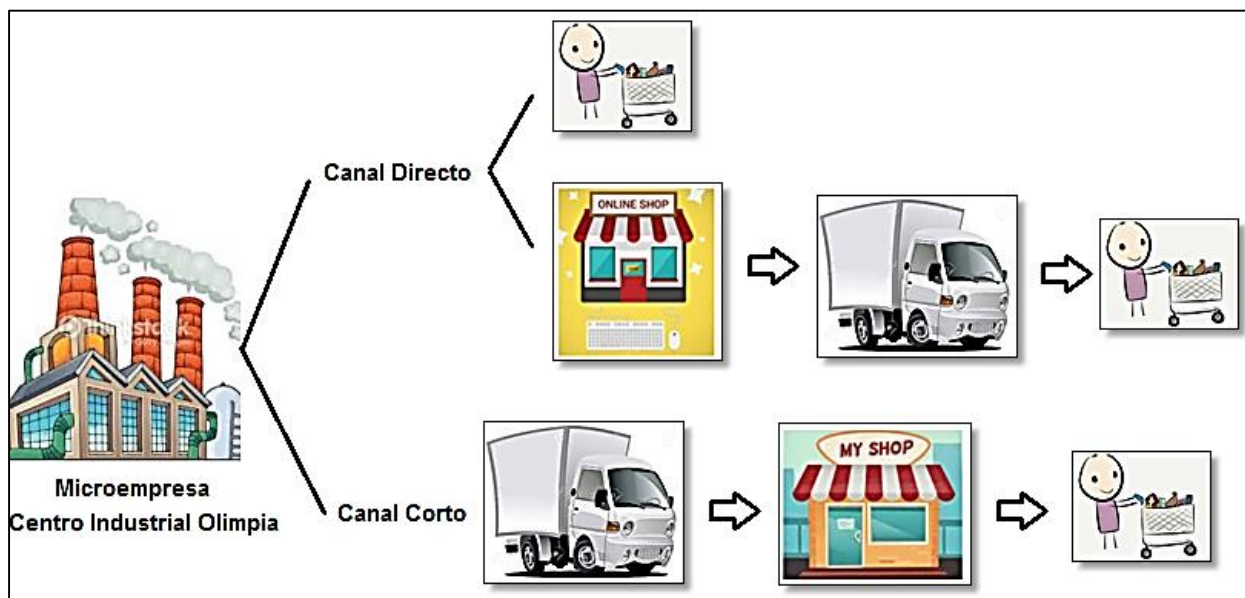 Canal Directo
ONLINE SHOP
Microempresa
Centro Industrial Olimpia
Canal Corto
MY SHOP